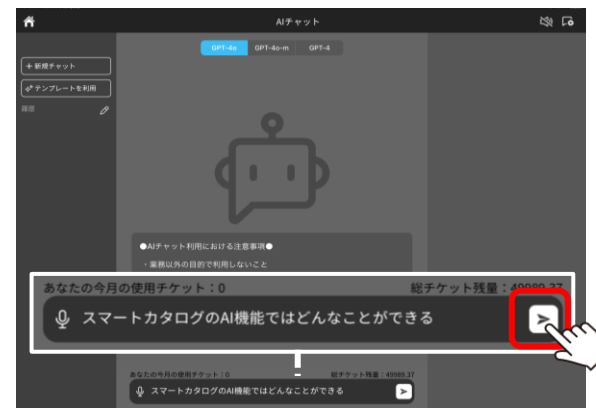 AIチャット
GPT-4o GPT-4o-m GPT-4
+ 新規チャット
テンプレートを利用
履歴
●AIチャット利用における注意事項●
・業務以外の目的で利用しないこと
あなたの今月の使用チケット：0 総チケット残量：49989.37
スマートカタログのAI機能ではどんなことができる
あなたの今月の使用チケット：0 総チケット残量：49989.37
スマートカタログのAI機能ではどんなことができる